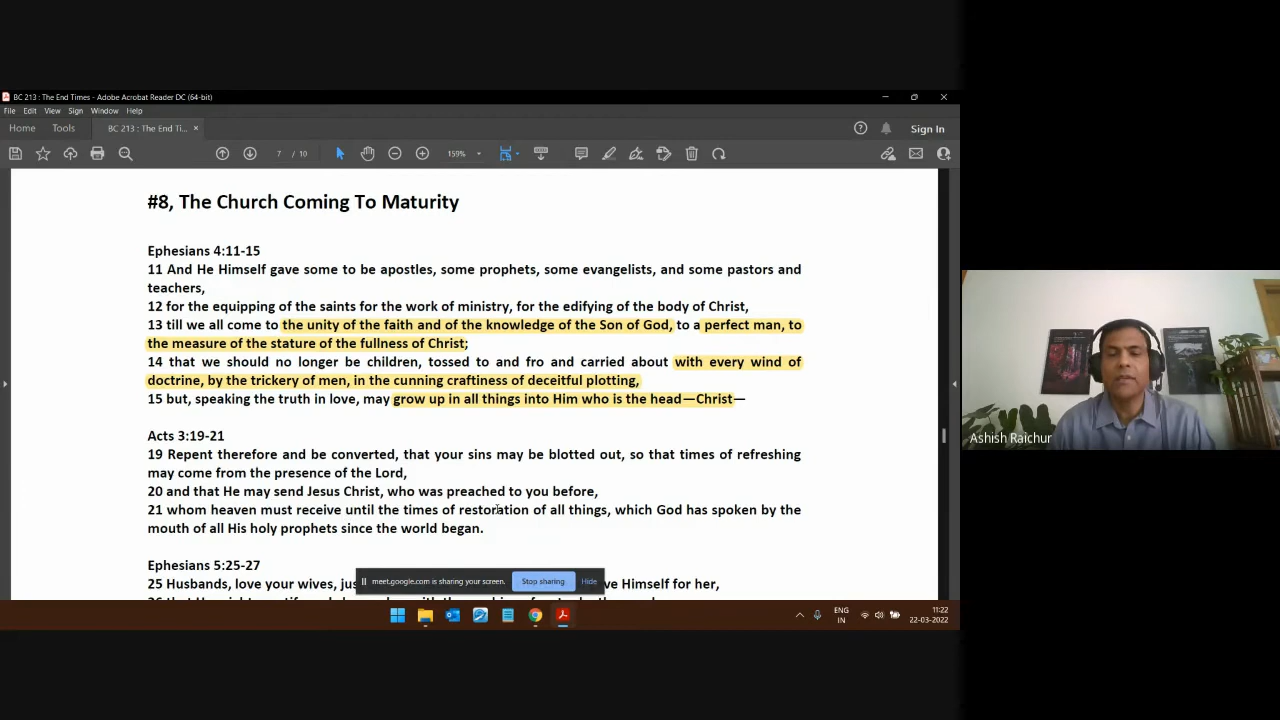 BC 213 : The End Times - Adobe Acrobat Reader DC (64-bit)
File Edit View Sign Window Help
Home Tools BC 213 : The End Ti... × Sign In
7 / 10 159%
#8, The Church Coming To Maturity
Ephesians 4:11-15
11 And He Himself gave some to be apostles, some prophets, some evangelists, and some pastors and
teachers,
12 for the equipping of the saints for the work of ministry, for the edifying of the body of Christ,
13 till we all come to the unity of the faith and of the knowledge of the Son of God, to a perfect man, to
the measure of the stature of the fullness of Christ;
14 that we should no longer be children, tossed to and fro and carried about with every wind of
doctrine, by the trickery of men, in the cunning craftiness of deceitful plotting,
15 but, speaking the truth in love, may grow up in all things into Him who is the head—Christ—
Acts 3:19-21
19 Repent therefore and be converted, that your sins may be blotted out, so that times of refreshing
may come from the presence of the Lord,
20 and that He may send Jesus Christ, who was preached to you before,
21 whom heaven must receive until the times of restoration of all things, which God has spoken by the
mouth of all His holy prophets since the world began.
Ephesians 5:25-27
25 Husbands, love your wives, ve Himself for her,
meet.google.com is sharing your screen. Stop sharing Hide
ENG
IN
11:22
22-03-2022
Ashish Raichur